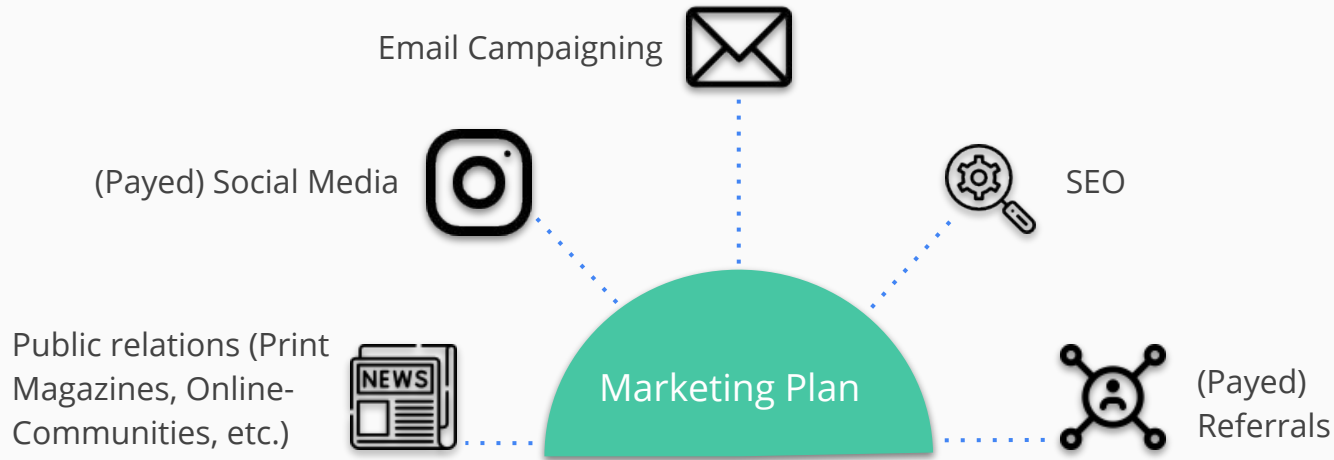 Email Campaigning
(Payed) Social Media
SEO
Public relations (Print
Magazines, Online-
Communities, etc.)
NEWS
Marketing Plan
(Payed)
Referrals